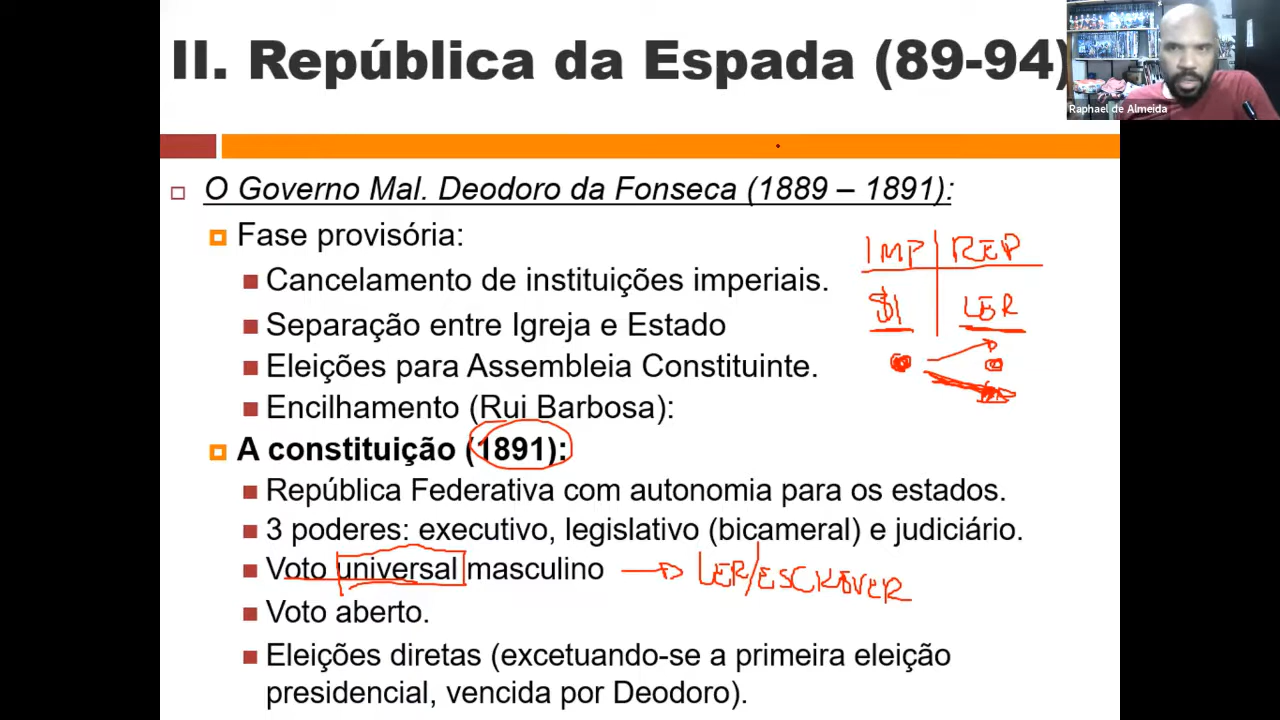 II. República da Espada (89-94)
Raphael de Almeida
O Governo Mal. Deodoro da Fonseca (1889 – 1891):
Fase provisória:
IMP REP
Cancelamento de instituições imperiais.
$ LER
Separação entre Igreja e Estado
Eleições para Assembleia Constituinte.
Encilhamento (Rui Barbosa):
A constituição (1891):
República Federativa com autonomia para os estados.
3 poderes: executivo, legislativo (bicameral) e judiciário.
Voto universal masculino → LER/ESCREVER
Voto aberto.
Eleições diretas (excetuando-se a primeira eleição
presidencial, vencida por Deodoro).